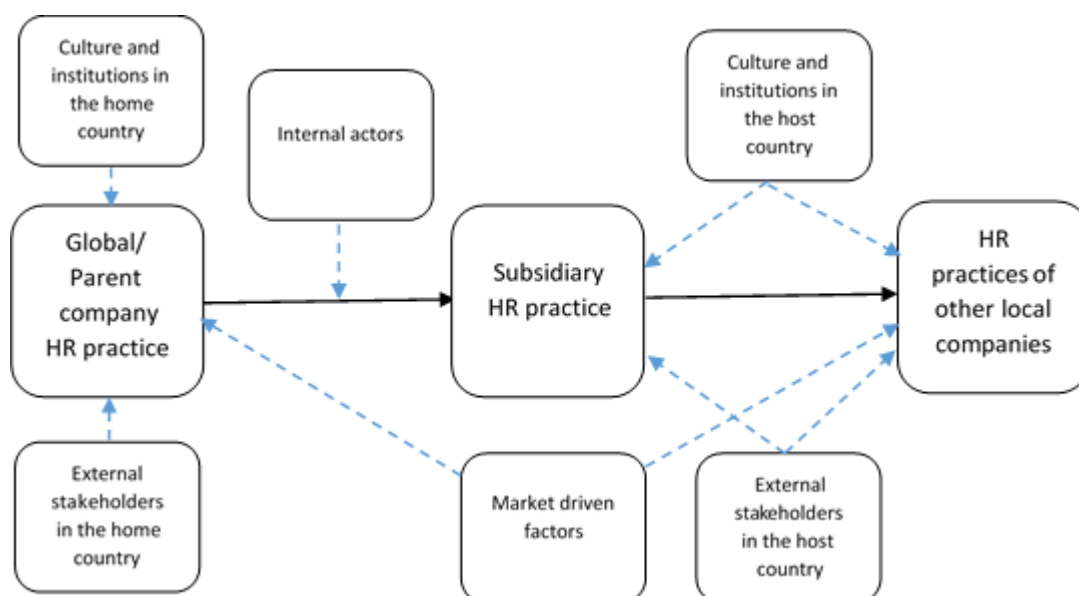 Culture and
institutions in
the home
country
Internal actors
Culture and
institutions in
the host
country
Global/
Parent
company
HR practice
Subsidiary
HR practice
HR
practices of
other local
companies
External
stakeholders
in the home
country
Market driven
factors
External
stakeholders
in the host
country